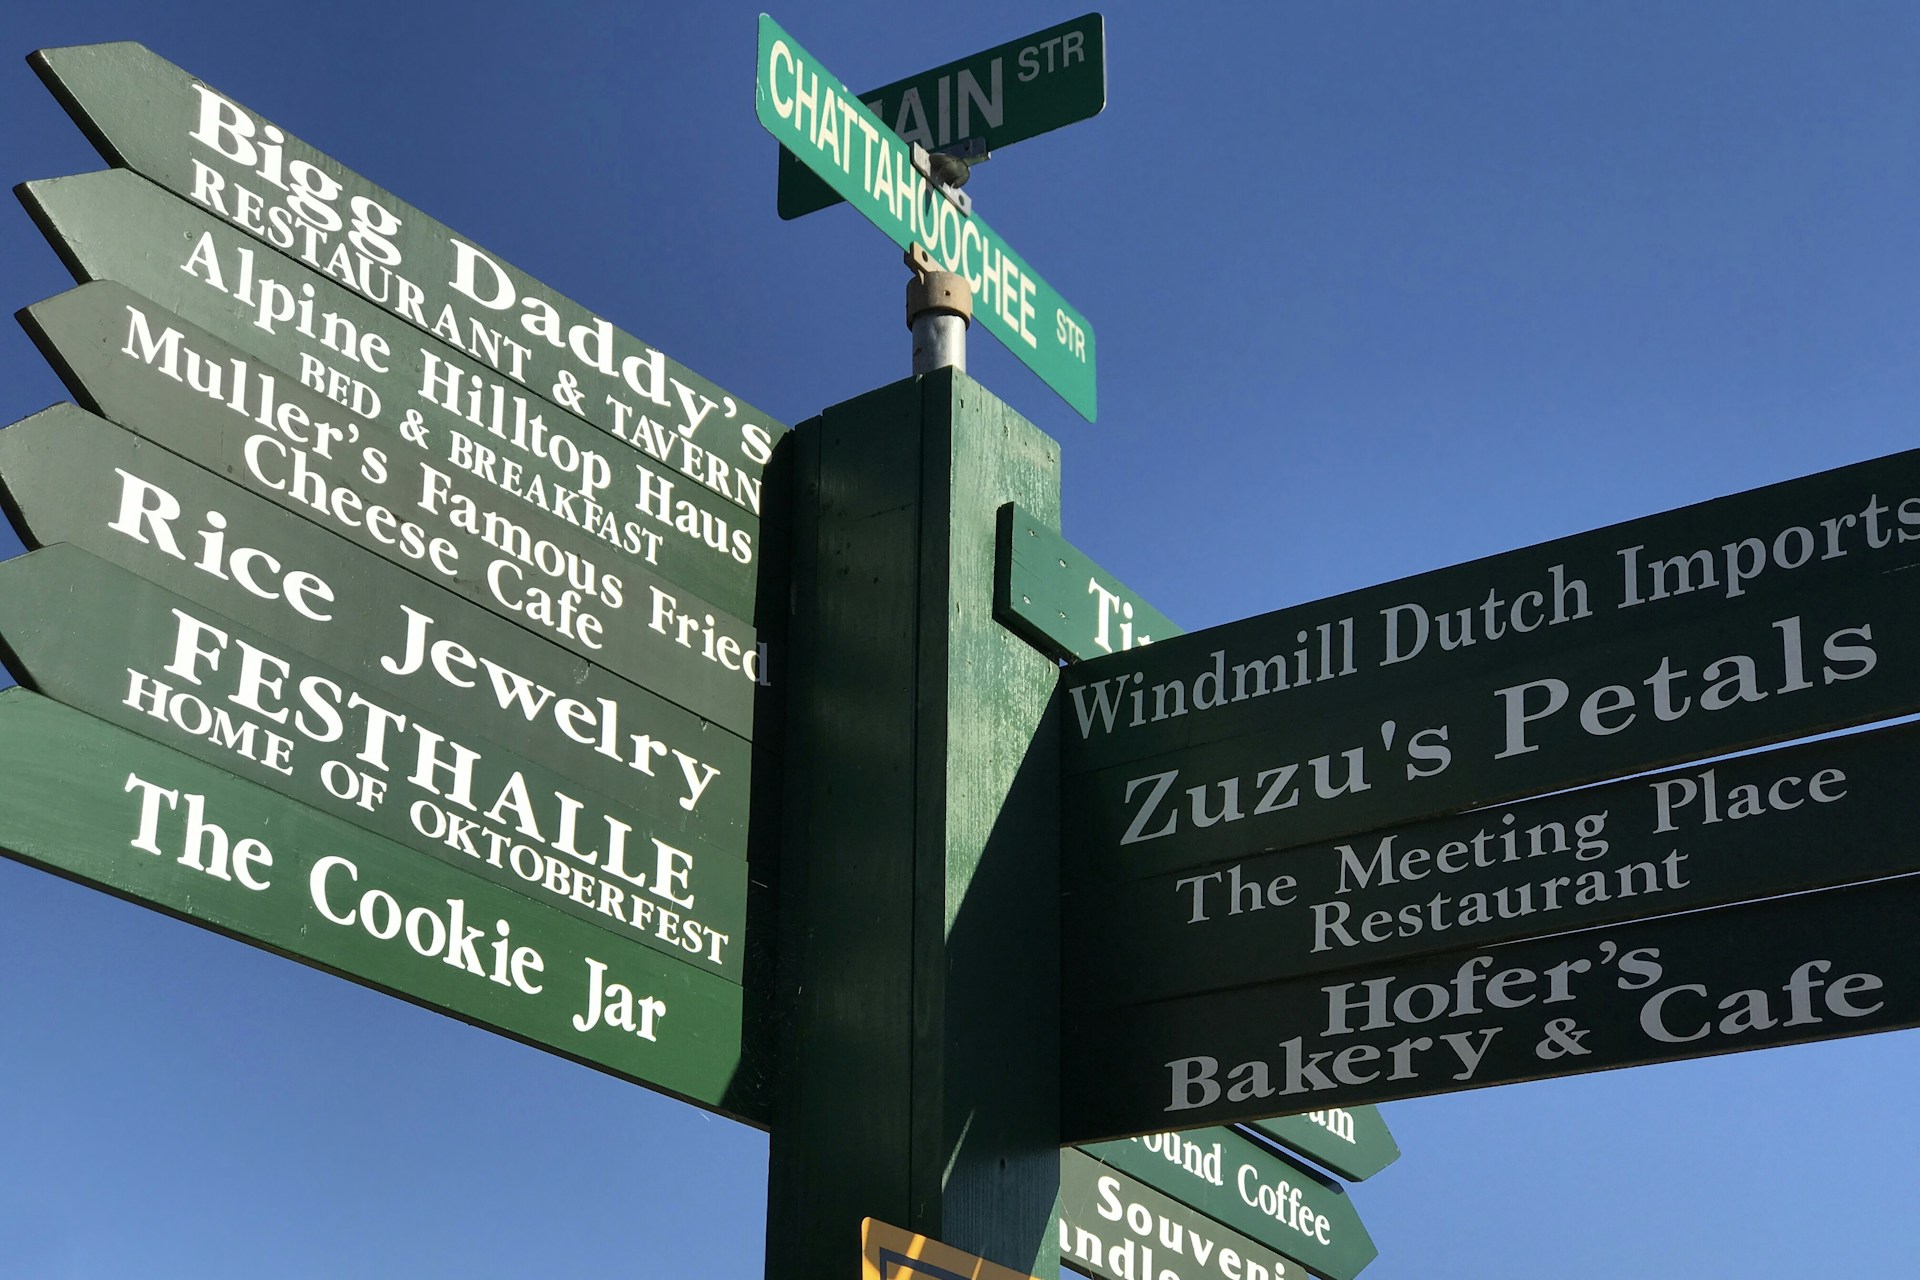 AIN STR
CHATTAHOOCHEE STR
Bigg Daddy's
RESTAURANT & TAVERN
Alpine Hilltop Haus
BED & BREAKFAST
Muller's Famous Fried
Cheese Cafe
Rice Jewelry
FESTHALLE
HOME OF OKTOBERFEST
The Cookie Jar
Windmill Dutch Imports
Zuzu's Petals
The Meeting Place
Restaurant
Hofer's
Bakery & Cafe
Coffee